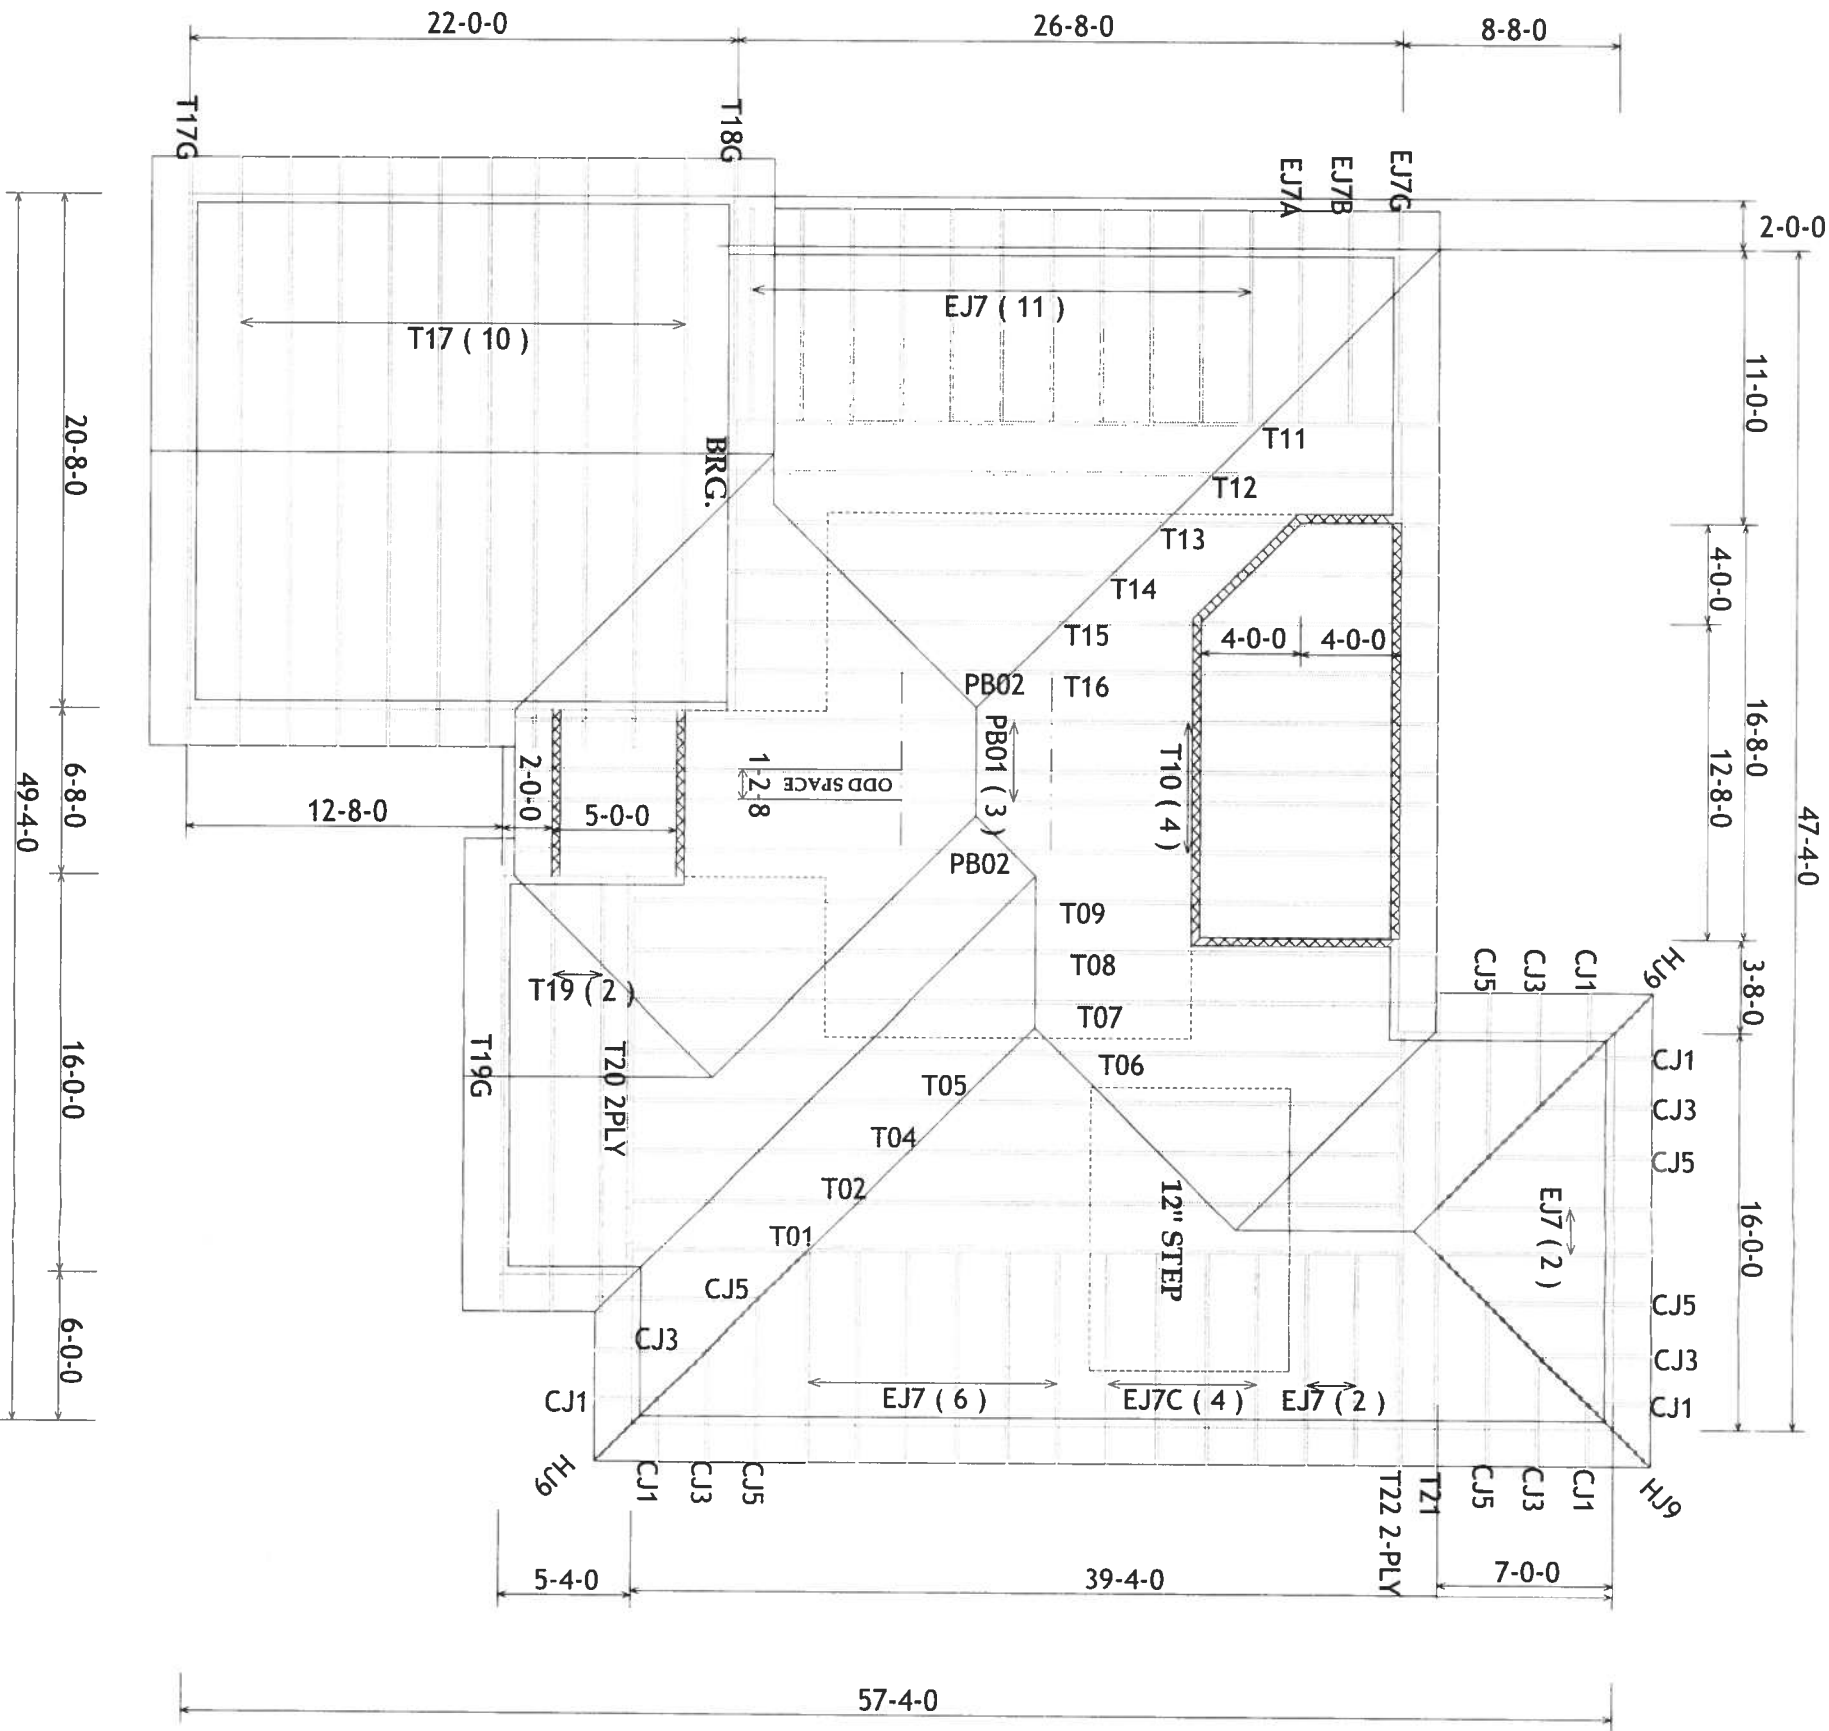 22-0-0
26-8-0
8-8-0
T17G
T18G
EJ7A
EJ7B
EJ7G
2-0-0
EJ7 ( 11 )
T17 ( 10 )
20-8-0
BRG.
11-0-0
T11
T12
T13
T14
T15
4-0-0
4-0-0
4-0-0
PB02
T16
PB01 ( 3 )
T10 ( 4 )
16-8-0
12-8-0
47-4-0
49-4-0
6-8-0
12-8-0
2-0-0
5-0-0
1-2-8
ODD SPACE
PB02
T09
T08
T07
T06
T05
T04
T02
T01
T19 ( 2 )
T19G
T20 2PLY
16-0-0
6-0-0
3-8-0
16-0-0
CJ5
CJ3
CJ1
HJ9
CJ1
CJ3
CJ5
EJ7 ( 2 )
CJ5
CJ3
CJ1
12" STEP
CJ5
CJ3
CJ1
EJ7 ( 6 )
EJ7C ( 4 )
EJ7 ( 2 )
HJ9
CJ1
CJ3
CJ5
T22 2-PLY
T21
CJ5
CJ3
CJ1
HJ9
5-4-0
39-4-0
7-0-0
57-4-0